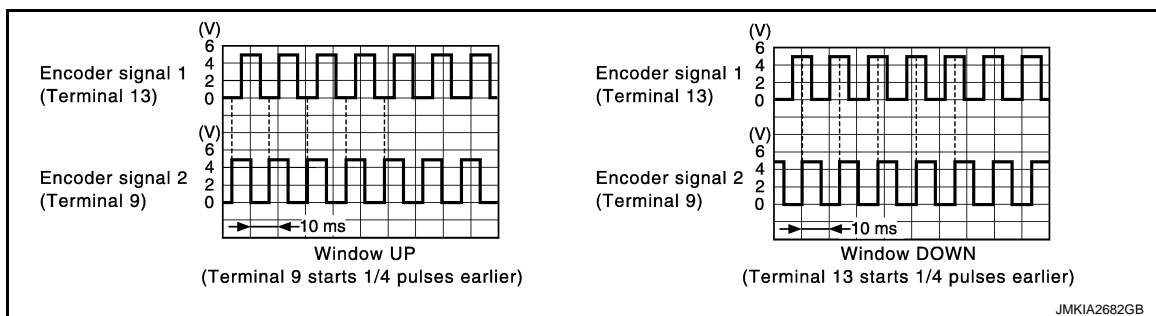 (V)
6
4
2
0
Encoder signal 1
(Terminal 13)
(V)
6
4
2
0
Encoder signal 2
(Terminal 9)
10 ms
Window UP
(Terminal 9 starts 1/4 pulses earlier)
(V)
6
4
2
0
Encoder signal 1
(Terminal 13)
(V)
6
4
2
0
Encoder signal 2
(Terminal 9)
10 ms
Window DOWN
(Terminal 13 starts 1/4 pulses earlier)
JMKIA2682GB